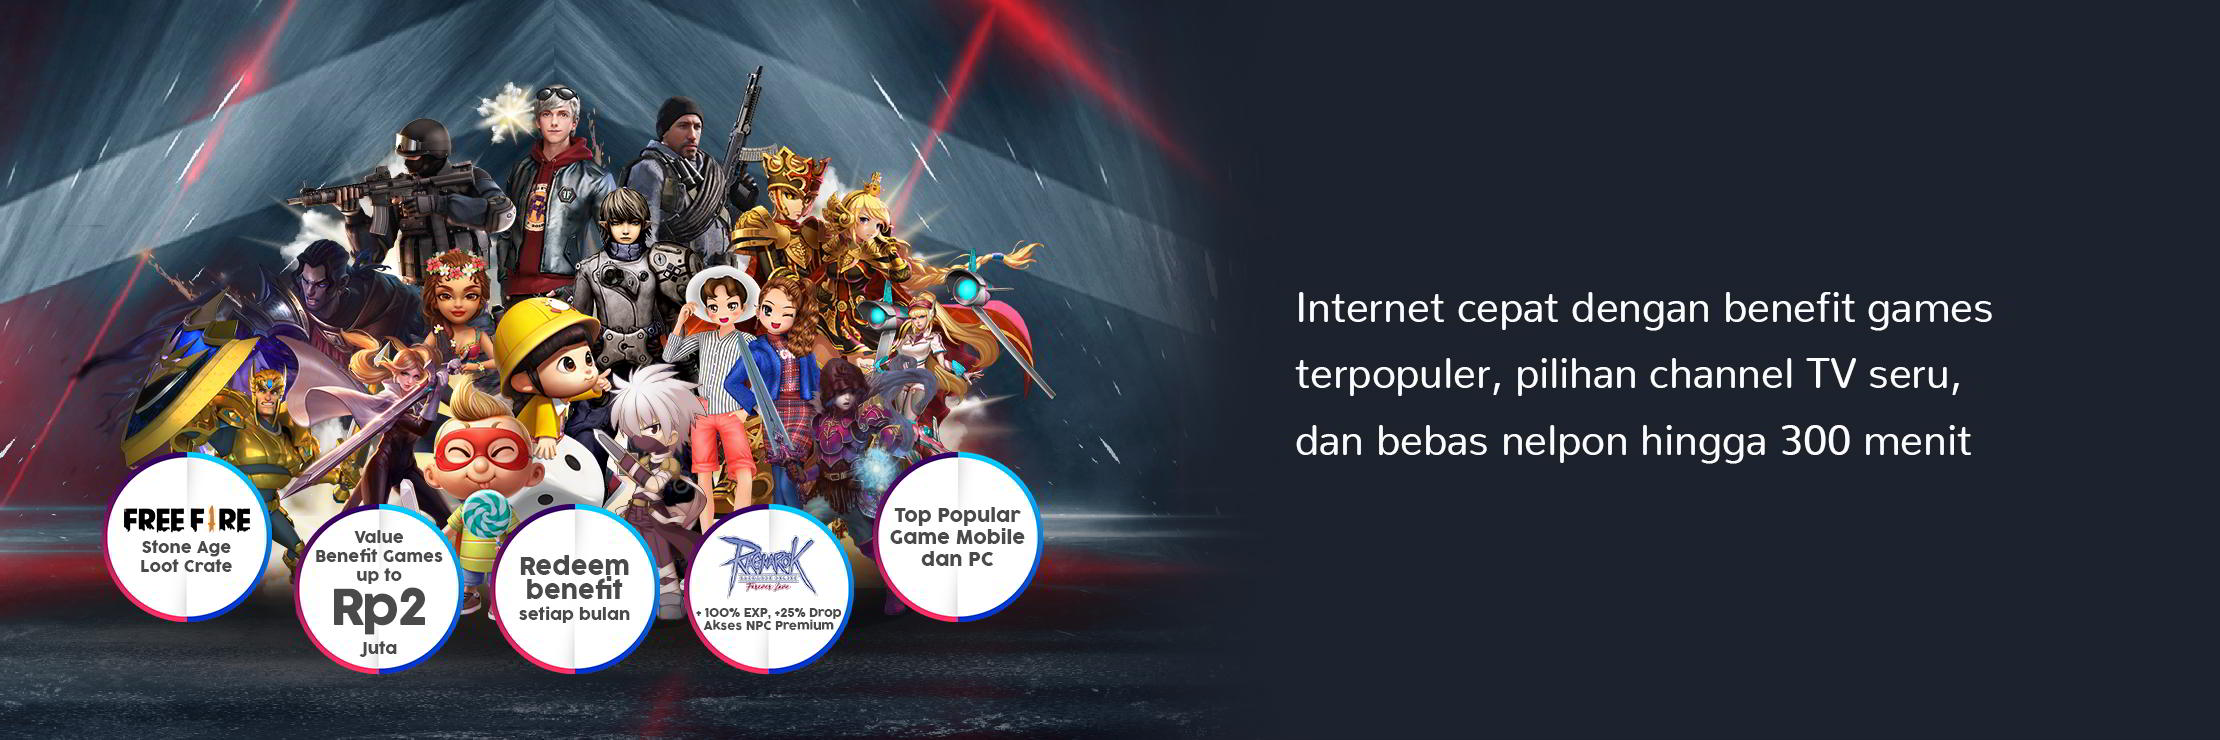 FREE FIRE
Stone Age
Loot Crate
Value
Benefit Games
up to
Rp2
Juta
Redeem
benefit
setiap bulan
RAGNAROK
Forever Love
+100% EXP, +25% Drop
Akses NPC Premium
Top Popular
Game Mobile
dan PC
Internet cepat dengan benefit games
terpopuler, pilihan channel TV seru,
dan bebas nelpon hingga 300 menit